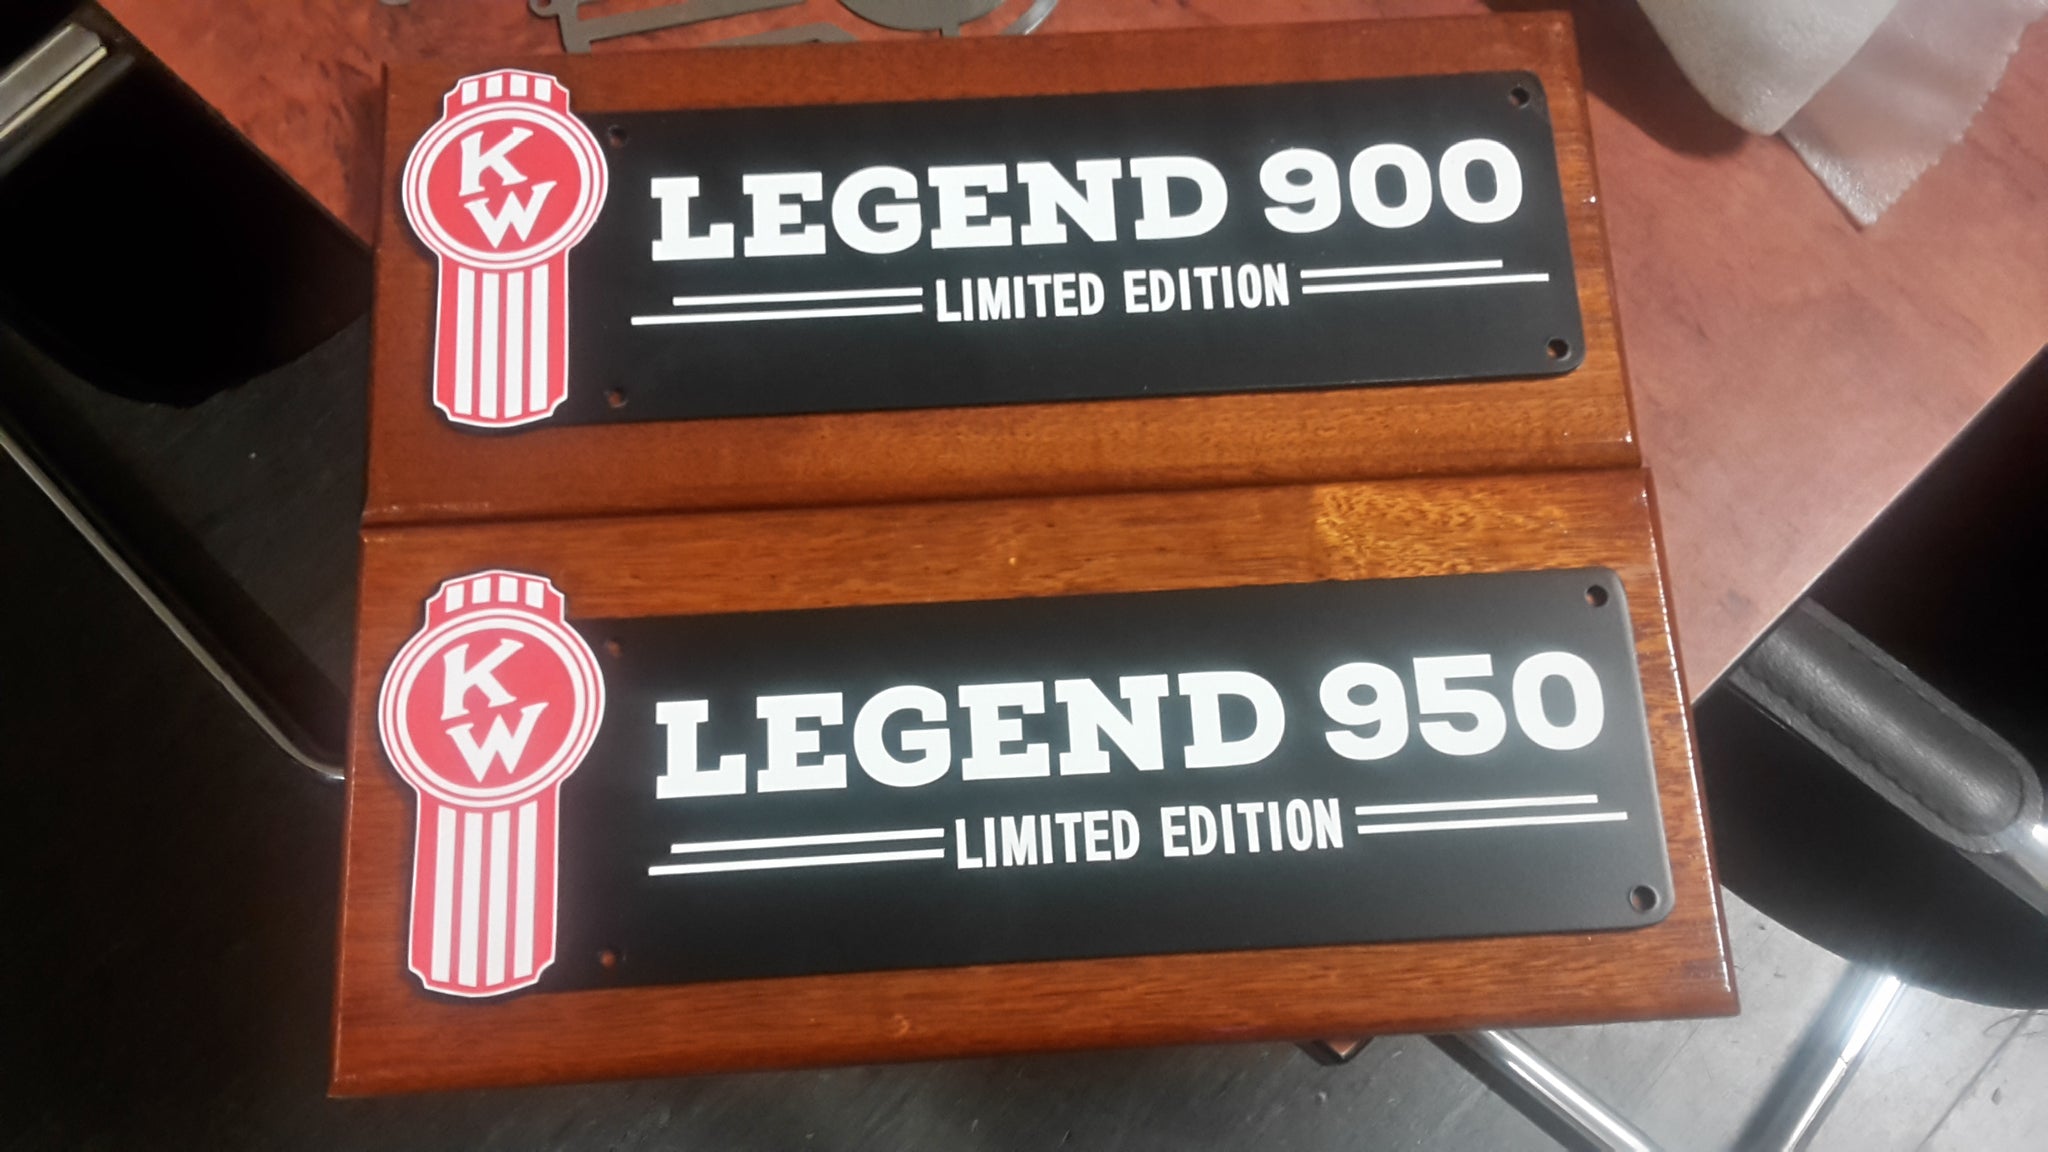 KW
LEGEND 900
LIMITED EDITION
KW
LEGEND 950
LIMITED EDITION